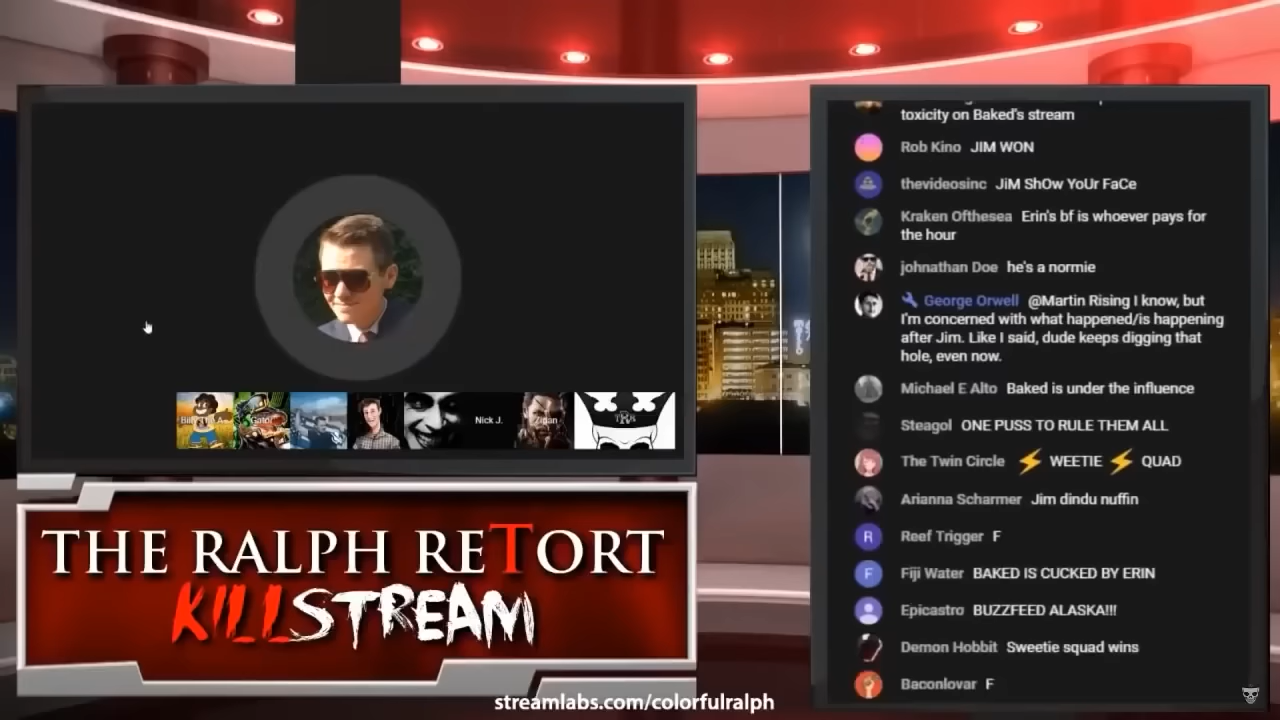 toxicity on Baked's stream
Rob Kino JIM WON
thevideosinc JiM ShOw YoUr FaCe
Kraken Ofthesea Erin's bf is whoever pays for
the hour
johnathan Doe he's a normie
George Orwell @Martin Rising I know, but
I'm concerned with what happened/is happening
after Jim. Like I said, dude keeps digging that
hole, even now.
Michael E Alto Baked is under the influence
Steagol ONE PUSS TO RULE THEM ALL
The Twin Circle ⚡ WEETIE ⚡ QUAD
Arianna Scharmer Jim dindu nuffin
R Reef Trigger F
F Fiji Water BAKED IS CUCKED BY ERIN
Epicastro BUZZFEED ALASKA!!!
Demon Hobbit Sweetie squad wins
Baconlovar F
Gator
Nick J.
THE RALPH RETORT
KILLSTREAM
streamlabs.com/colorfulralph